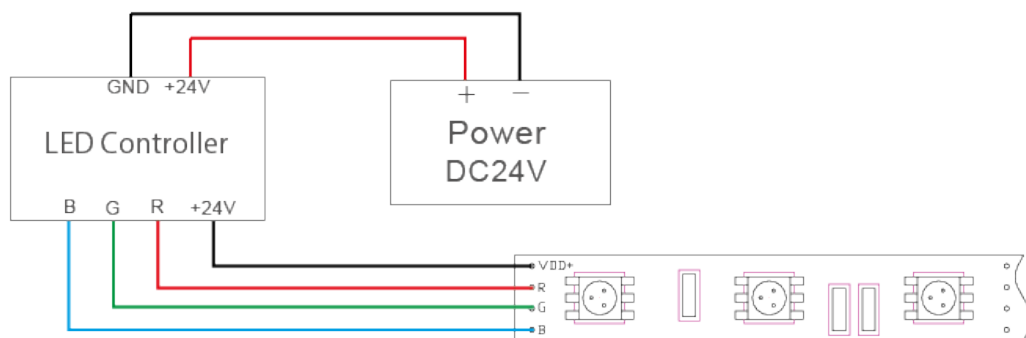 GND +24V
+ −
LED Controller
Power
DC24V
B G R +24V
VDD+
R
G
B